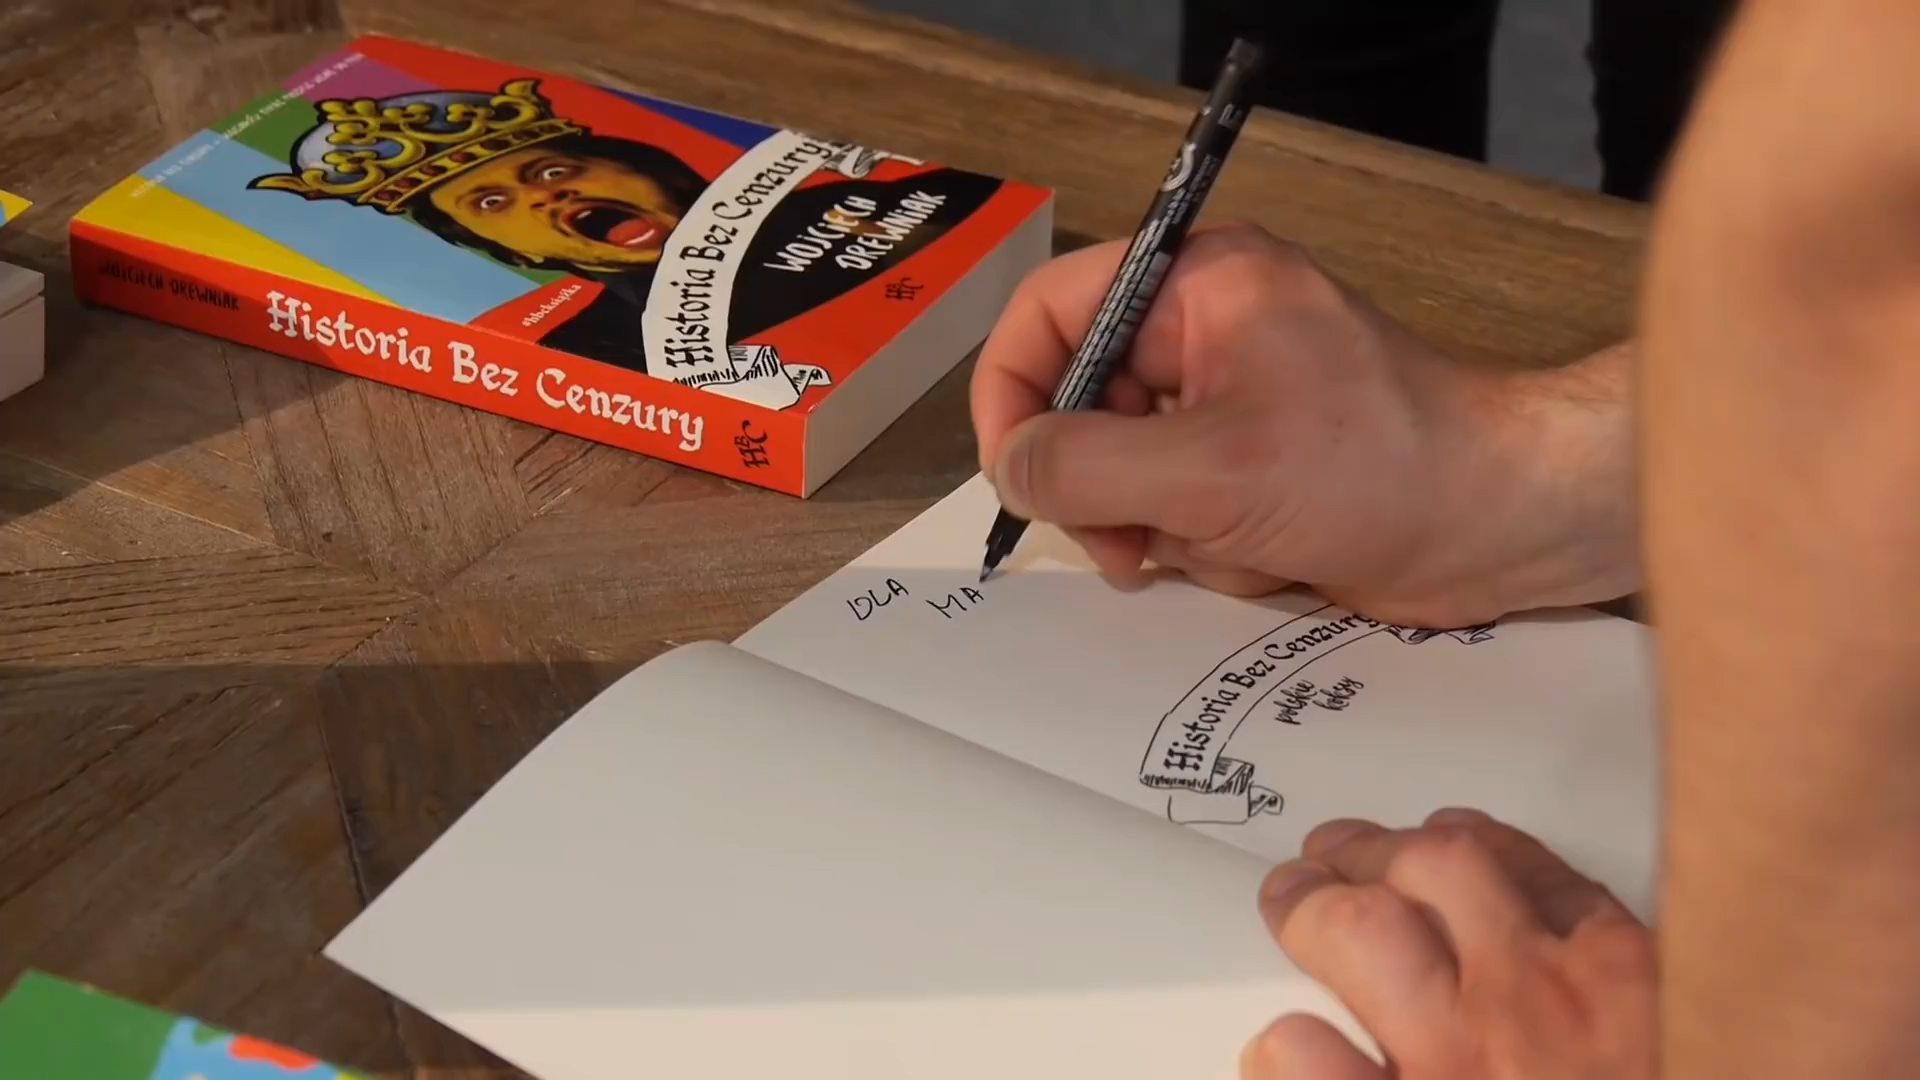 Historia Bez Cenzury
WOJCIECH
DREWNIAK
#hbcksiążka
HBC
WOJCIECH DREWNIAK
Historia Bez Cenzury
HBC
DLA MA
Historia Bez Cenzury
polskie
koksy